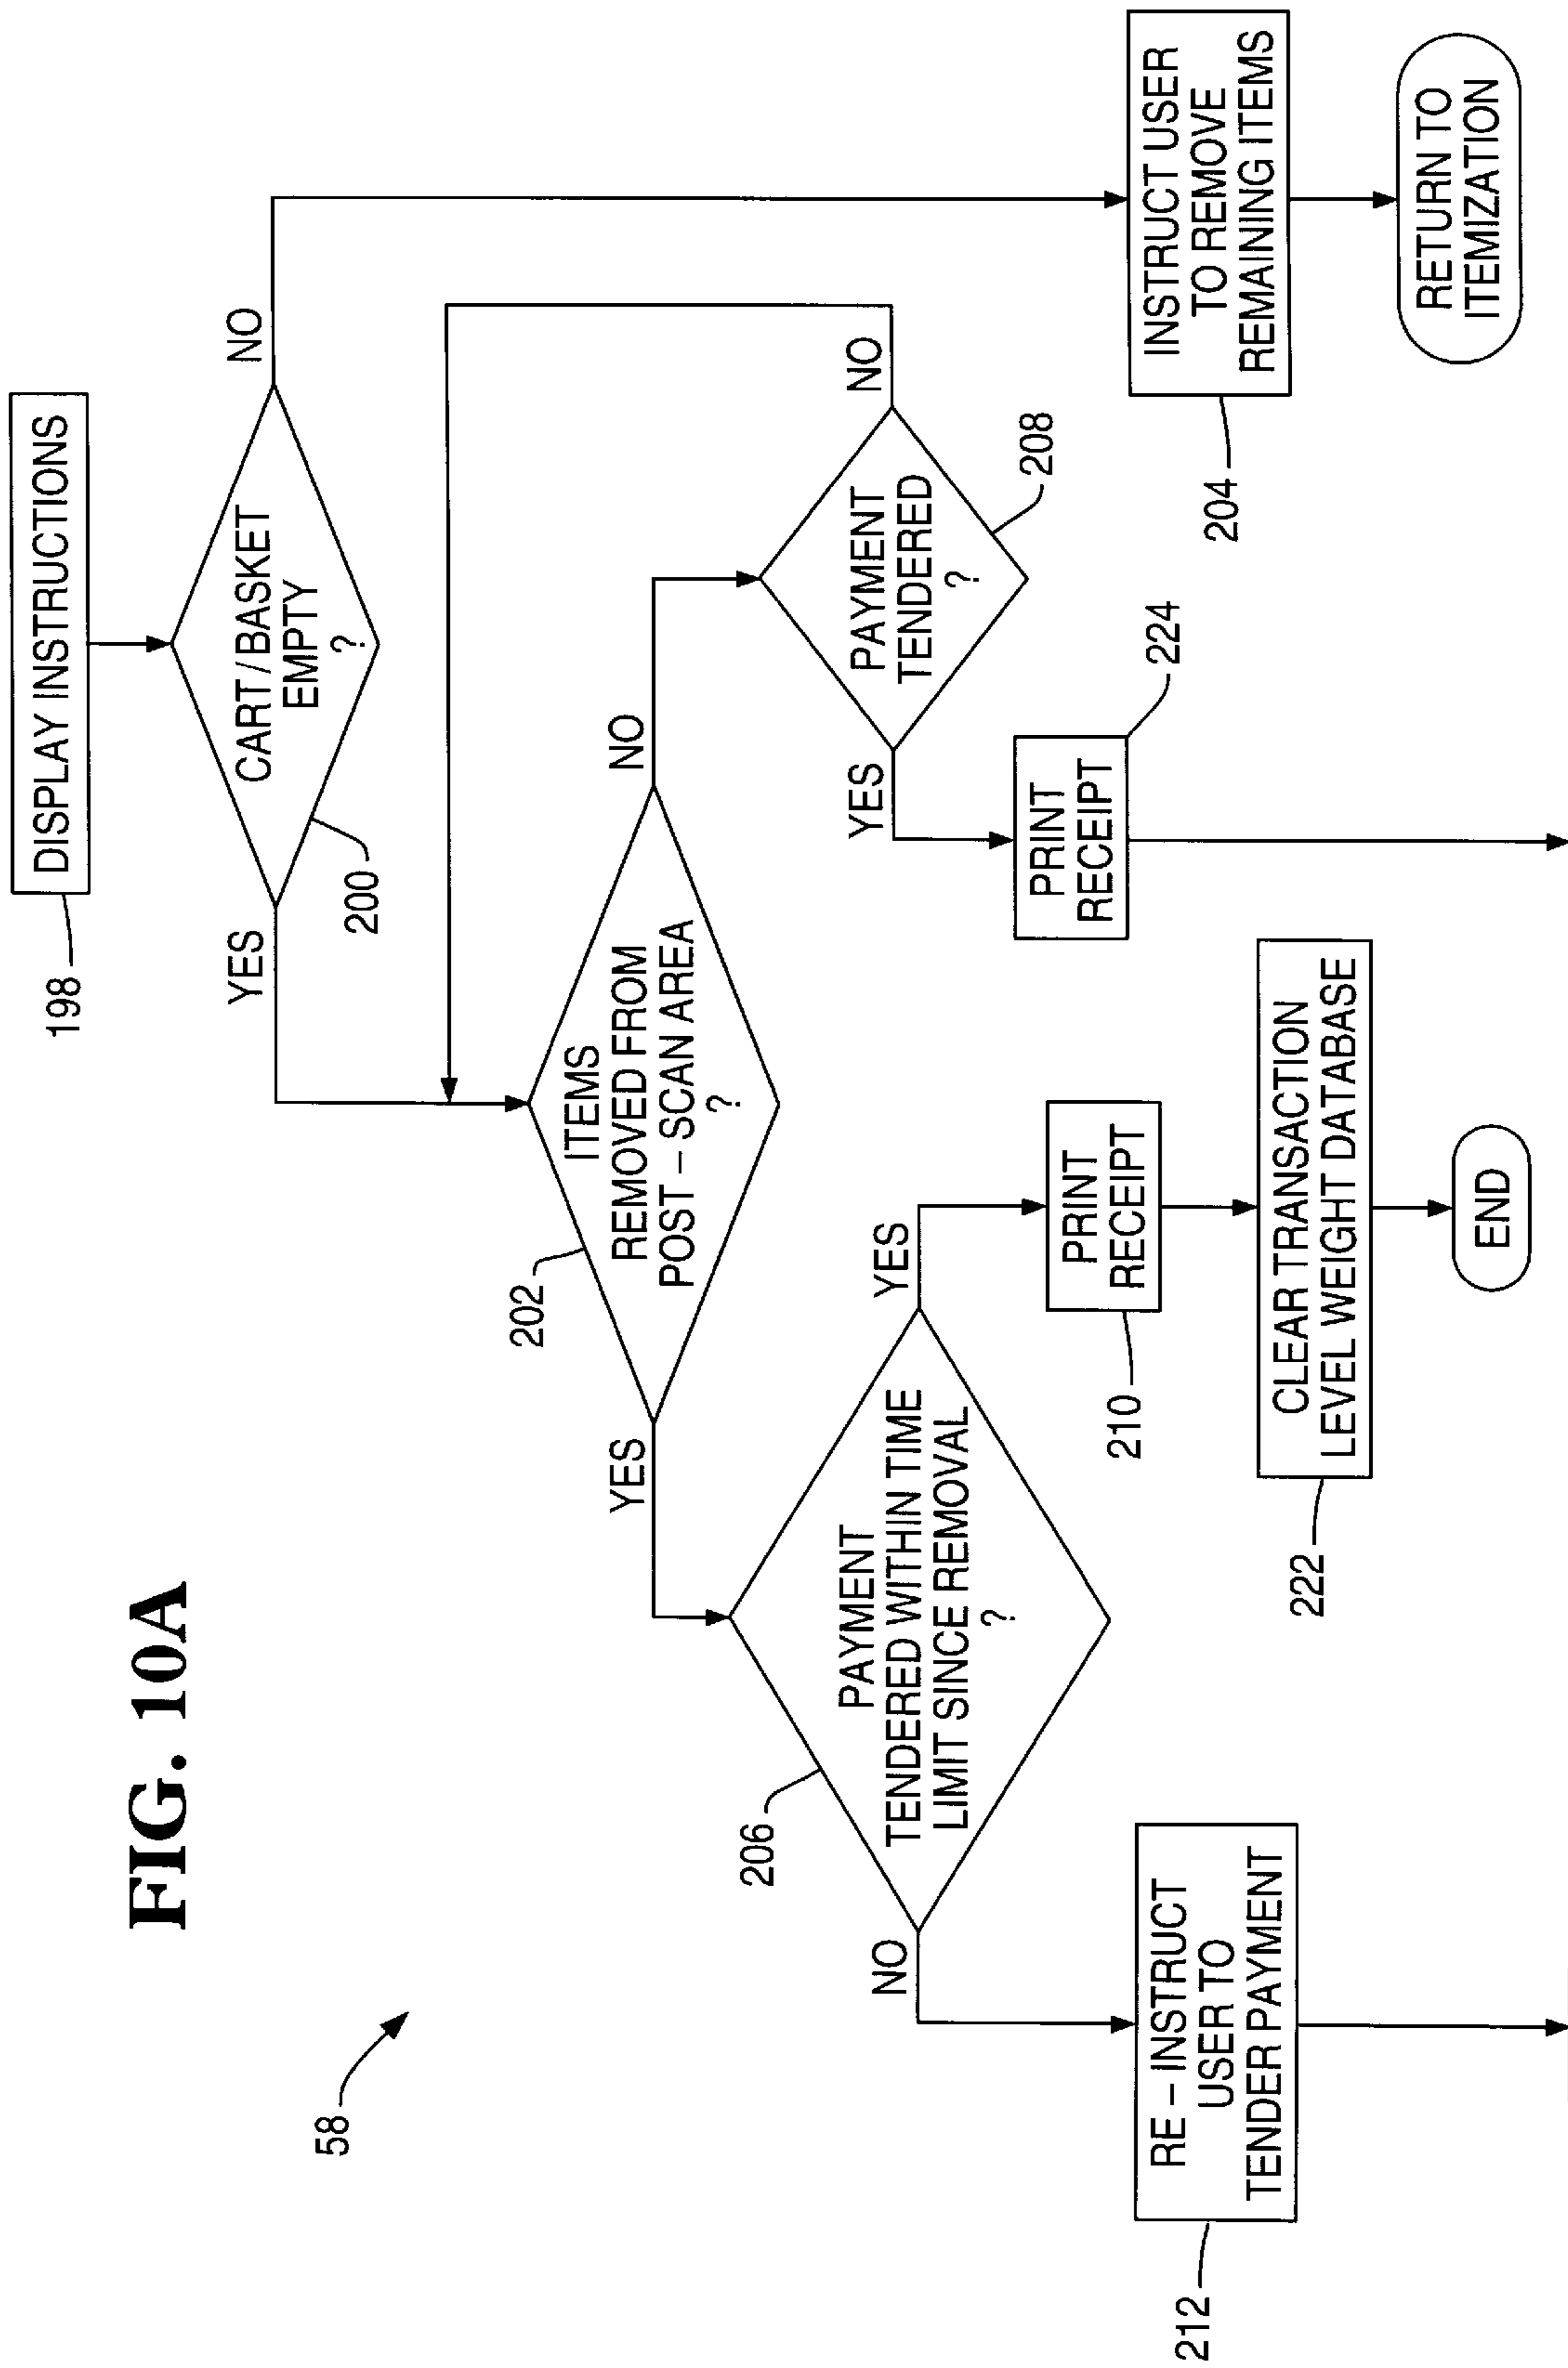 FIG. 10A
58
DISPLAY INSTRUCTIONS
198
CART/BASKET
EMPTY
?
200
YES
NO
ITEMS
REMOVED FROM
POST – SCAN AREA
?
202
YES
NO
PAYMENT
TENDERED WITHIN TIME
LIMIT SINCE REMOVAL
?
206
NO
YES
PAYMENT
TENDERED
?
208
YES
NO
RE – INSTRUCT
USER TO
TENDER PAYMENT
212
PRINT
RECEIPT
210
CLEAR TRANSACTION
LEVEL WEIGHT DATABASE
222
END
PRINT
RECEIPT
224
INSTRUCT USER
TO REMOVE
REMAINING ITEMS
204
RETURN TO
ITEMIZATION